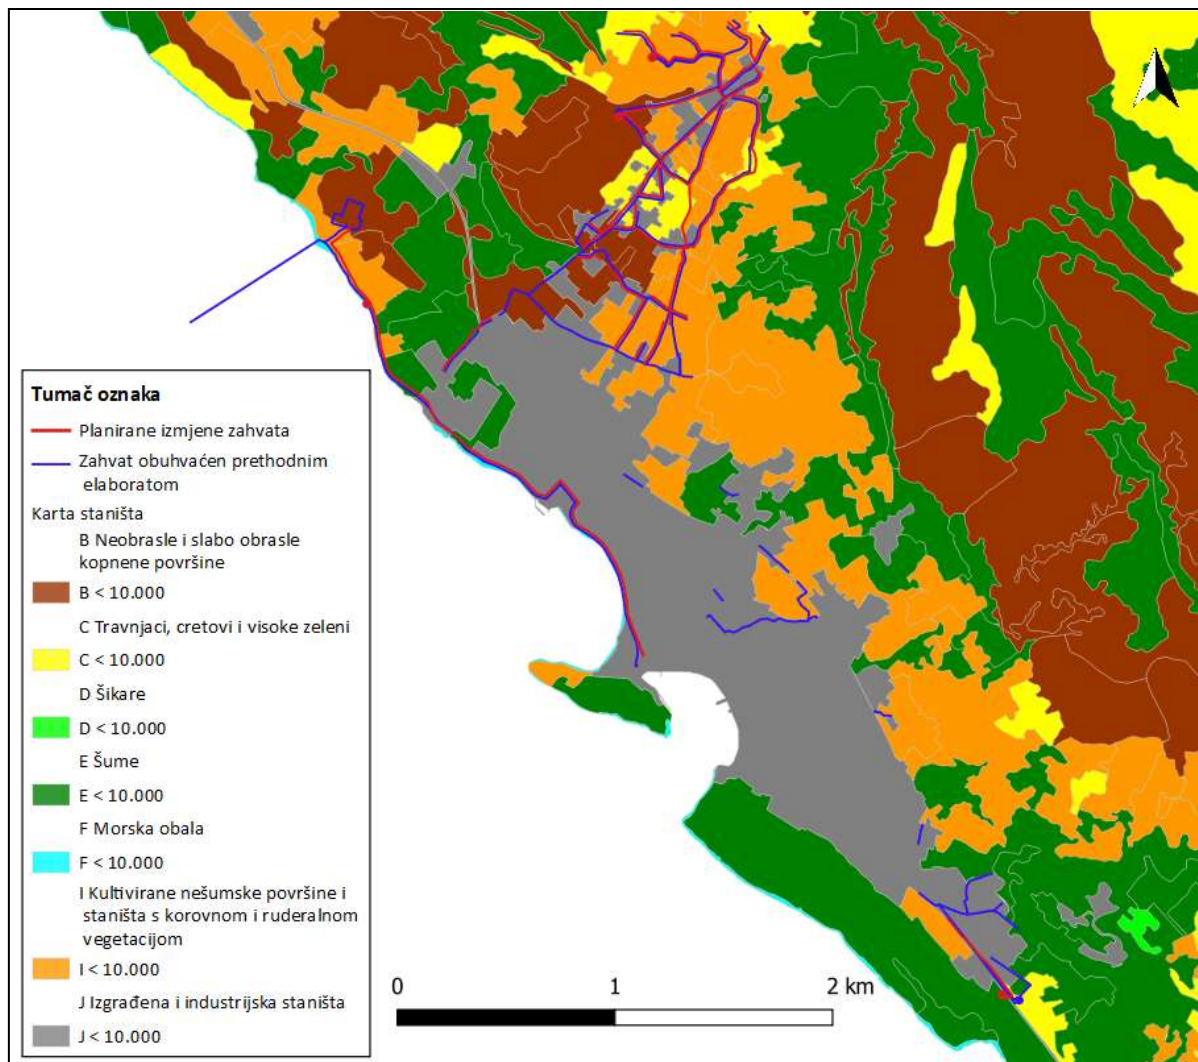 Tumač oznaka
Planirane izmjene zahvata
Zahvat obuhvaćen prethodnim
elaboratom
Karta staništa
B Neobrasle i slabo obrasle
kopnene površine
B < 10.000
C Travnjaci, cretovi i visoke zeleni
C < 10.000
D Šikare
D < 10.000
E Šume
E < 10.000
F Morska obala
F < 10.000
I Kultivirane nešumske površine i
staništa s korovnom i ruderalnom
vegetacijom
I < 10.000
J Izgrađena i industrijska staništa
J < 10.000
0 1 2 km